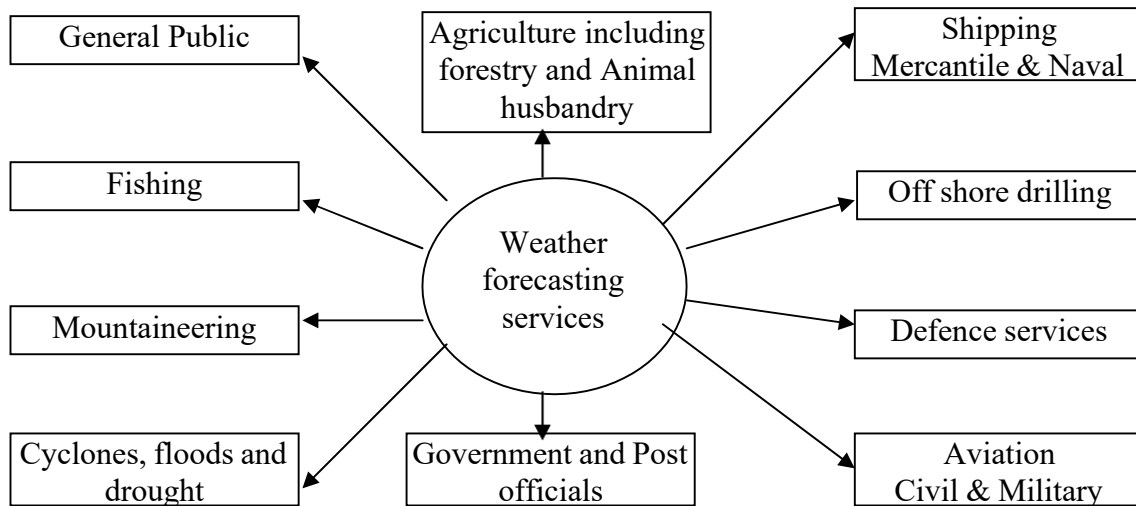 General Public
Agriculture including
forestry and Animal
husbandry
Shipping
Mercantile & Naval
Fishing
Off shore drilling
Weather
forecasting
services
Mountaineering
Defence services
Cyclones, floods and
drought
Government and Post
officials
Aviation
Civil & Military